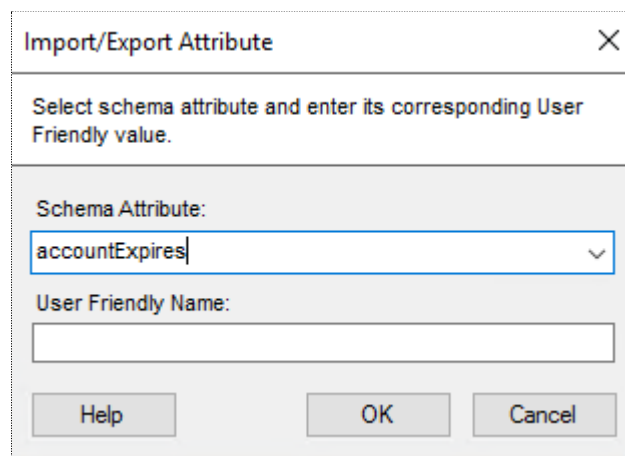 Import/Export Attribute
Select schema attribute and enter its corresponding User
Friendly value.
Schema Attribute:
accountExpires
User Friendly Name:
Help OK Cancel